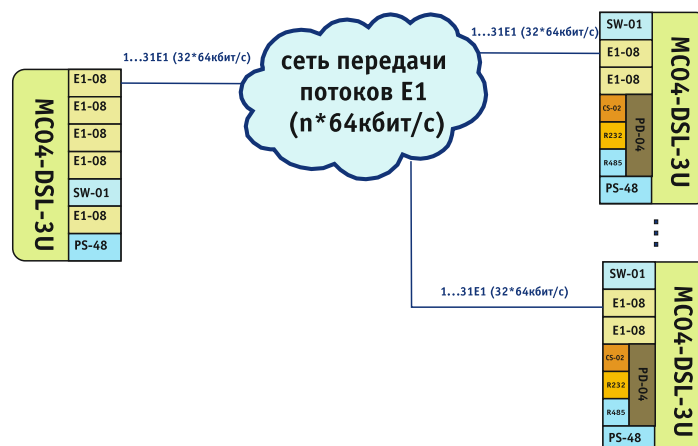 MC04-DSL-3U
E1-08
E1-08
E1-08
E1-08
SW-01
E1-08
PS-48
1...31E1 (32*64кбит/с)
сеть передачи
потоков Е1
(n*64кбит/с)
1...31E1 (32*64кбит/с)
SW-01
E1-08
E1-08
CS-02
R232
R485
PD-04
PS-48
MC04-DSL-3U
1...31E1 (32*64кбит/с)
SW-01
E1-08
E1-08
CS-02
R232
R485
PD-04
PS-48
MC04-DSL-3U